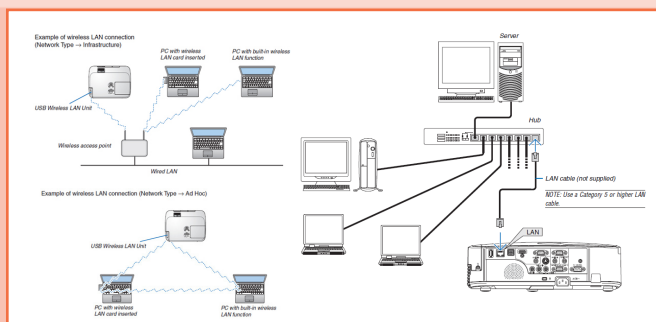 Example of wireless LAN connection
(Network Type → Infrastructure)
PC with wireless
LAN card inserted
PC with built-in wireless
LAN function
USB Wireless LAN Unit
Wireless access point
Wired LAN
Example of wireless LAN connection (Network Type → Ad Hoc)
USB Wireless LAN Unit
PC with wireless
LAN card inserted
PC with built-in wireless
LAN function
Server
Hub
LAN cable (not supplied)
NOTE: Use a Category 5 or higher LAN
cable.
LAN